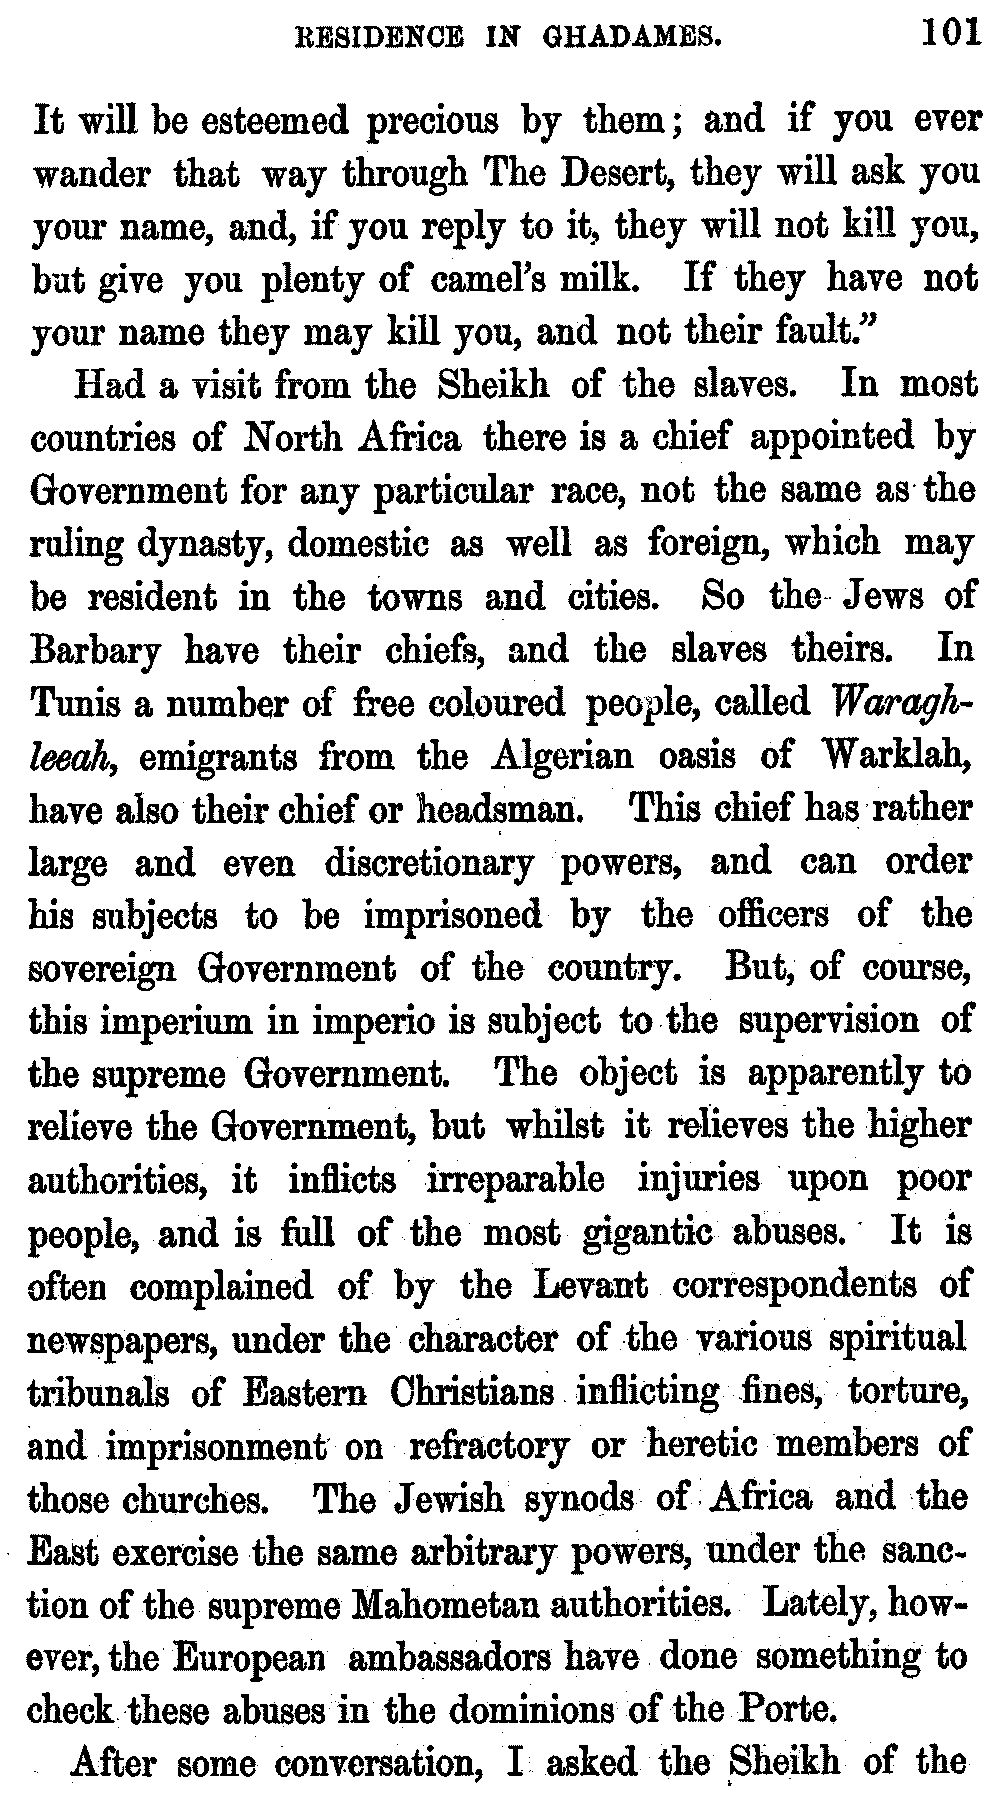 RESIDENCE IN GHADAMES. 101
It will be esteemed precious by them; and if you ever
wander that way through The Desert, they will ask you
your name, and, if you reply to it, they will not kill you,
but give you plenty of camel's milk. If they have not
your name they may kill you, and not their fault."
Had a visit from the Sheikh of the slaves. In most
countries of North Africa there is a chief appointed by
Government for any particular race, not the same as the
ruling dynasty, domestic as well as foreign, which may
be resident in the towns and cities. So the Jews of
Barbary have their chiefs, and the slaves theirs. In
Tunis a number of free coloured people, called Waragh-
leeah, emigrants from the Algerian oasis of Warklah,
have also their chief or headsman. This chief has rather
large and even discretionary powers, and can order
his subjects to be imprisoned by the officers of the
sovereign Government of the country. But, of course,
this imperium in imperio is subject to the supervision of
the supreme Government. The object is apparently to
relieve the Government, but whilst it relieves the higher
authorities, it inflicts irreparable injuries upon poor
people, and is full of the most gigantic abuses. It is
often complained of by the Levant correspondents of
newspapers, under the character of the various spiritual
tribunals of Eastern Christians inflicting fines, torture,
and imprisonment on refractory or heretic members of
those churches. The Jewish synods of Africa and the
East exercise the same arbitrary powers, under the sanc-
tion of the supreme Mahometan authorities. Lately, how-
ever, the European ambassadors have done something to
check these abuses in the dominions of the Porte.
After some conversation, I asked the Sheikh of the